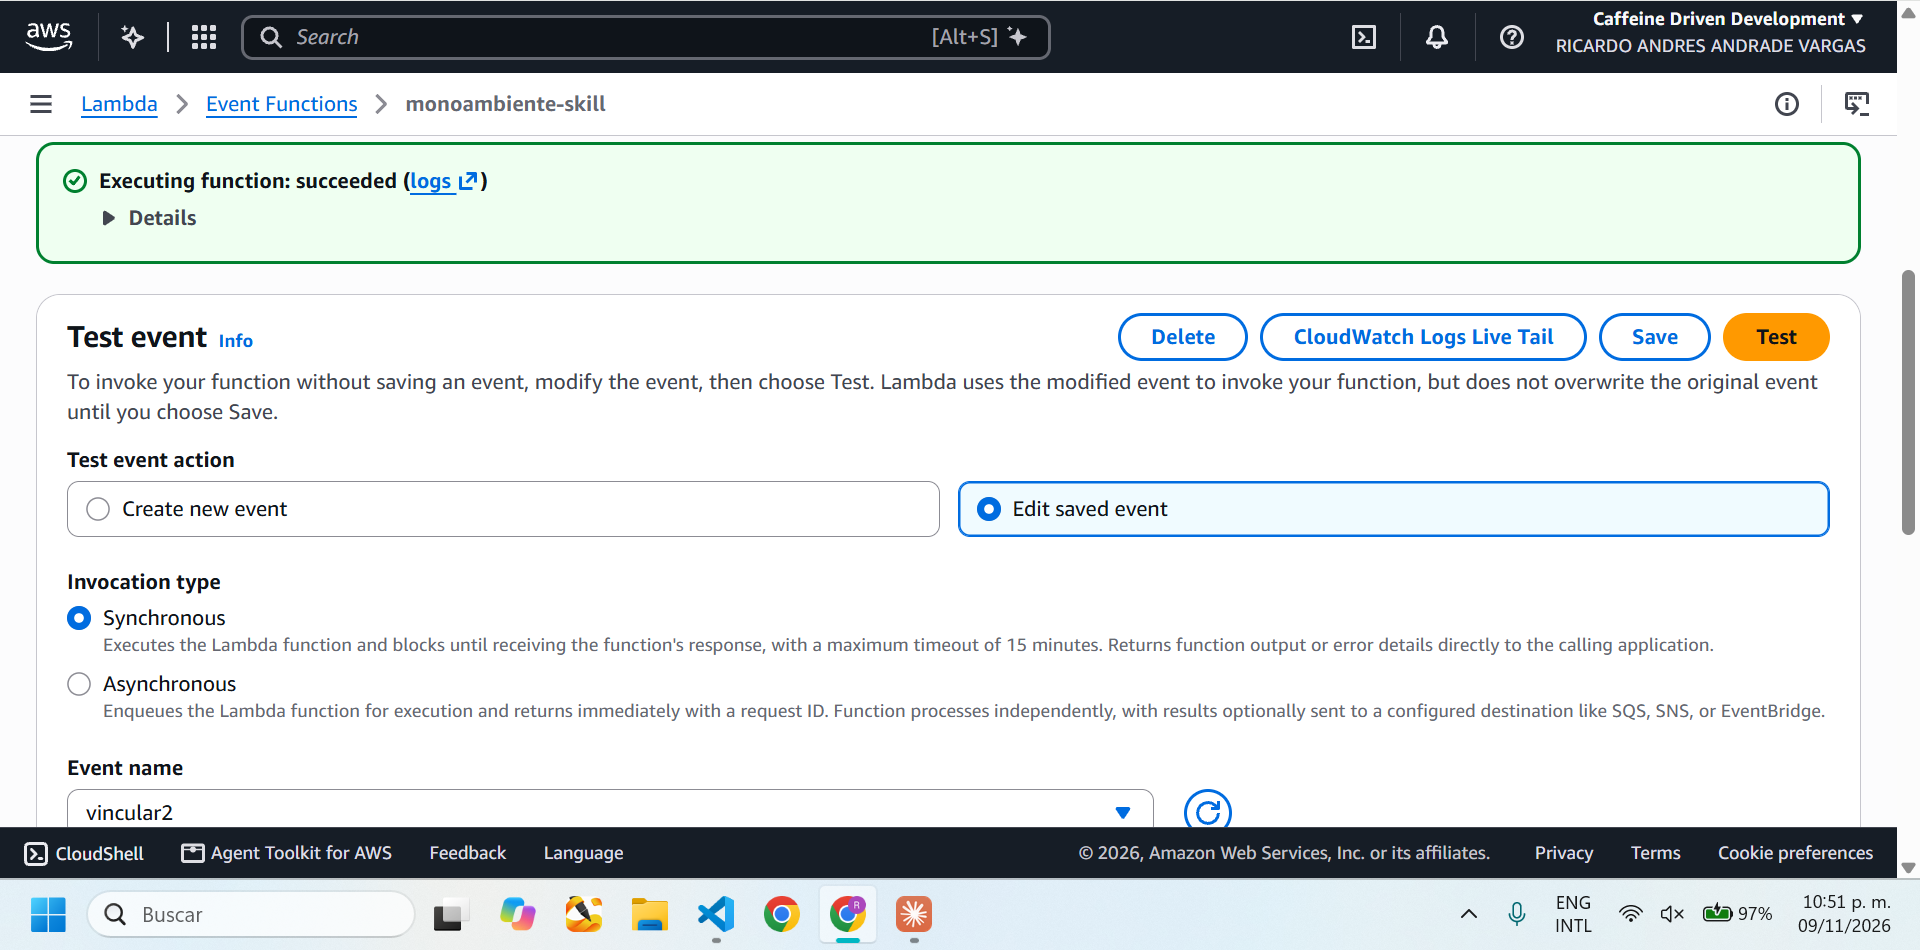 aws
Search
[Alt+S]
Caffeine Driven Development
RICARDO ANDRES ANDRADE VARGAS
Lambda
Event Functions
monoambiente-skill
Executing function: succeeded (logs)
Details
Test event Info
Delete
CloudWatch Logs Live Tail
Save
Test
To invoke your function without saving an event, modify the event, then choose Test. Lambda uses the modified event to invoke your function, but does not overwrite the original event
until you choose Save.
Test event action
Create new event
Edit saved event
Invocation type
Synchronous
Executes the Lambda function and blocks until receiving the function's response, with a maximum timeout of 15 minutes. Returns function output or error details directly to the calling application.
Asynchronous
Enqueues the Lambda function for execution and returns immediately with a request ID. Function processes independently, with results optionally sent to a configured destination like SQS, SNS, or EventBridge.
Event name
vincular2
CloudShell
Agent Toolkit for AWS
Feedback
Language
© 2026, Amazon Web Services, Inc. or its affiliates.
Privacy
Terms
Cookie preferences
Buscar
R
ENG
INTL
97%
10:51 p. m.
09/11/2026